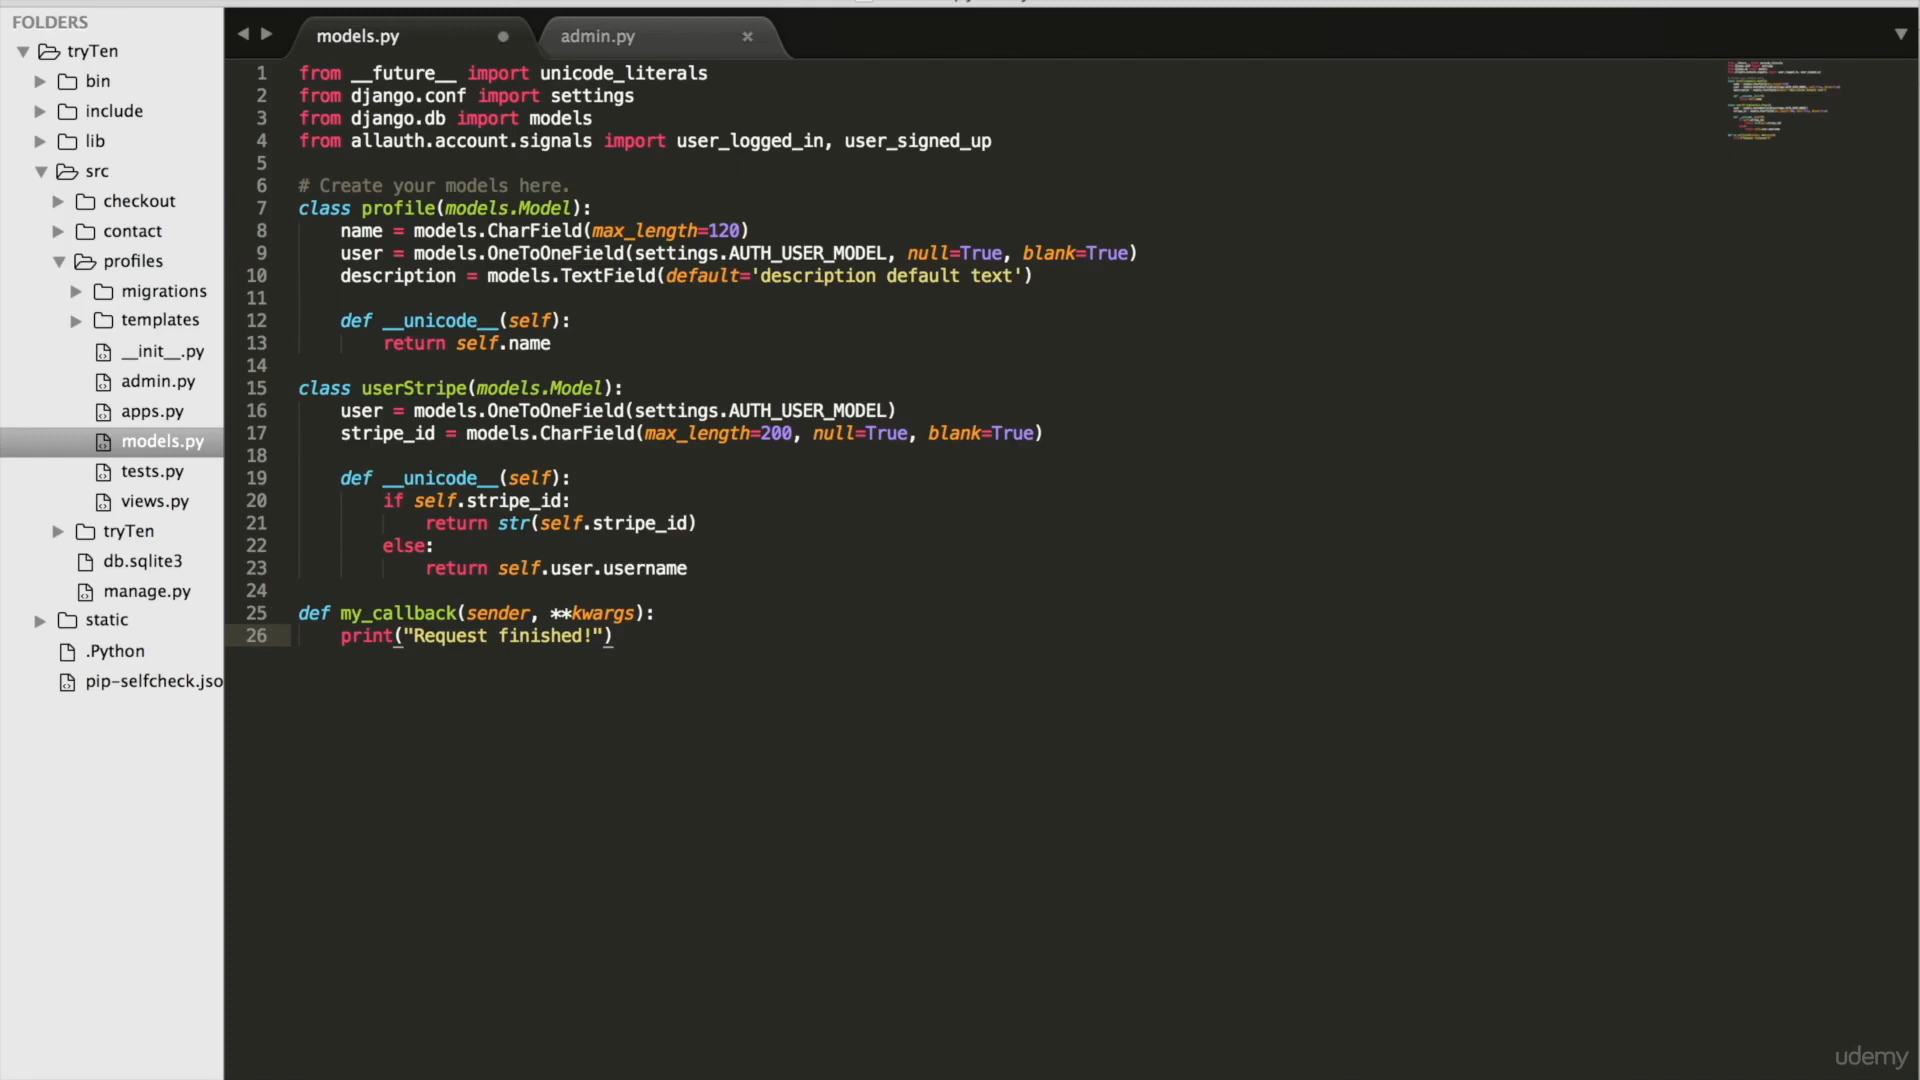 FOLDERS
tryTen
bin
include
lib
src
checkout
contact
profiles
migrations
templates
__init__.py
admin.py
apps.py
models.py
tests.py
views.py
tryTen
db.sqlite3
manage.py
static
.Python
pip-selfcheck.jso
models.py
admin.py
1 from __future__ import unicode_literals
2 from django.conf import settings
3 from django.db import models
4 from allauth.account.signals import user_logged_in, user_signed_up
5
6 # Create your models here.
7 class profile(models.Model):
8     name = models.CharField(max_length=120)
9     user = models.OneToOneField(settings.AUTH_USER_MODEL, null=True, blank=True)
10     description = models.TextField(default='description default text')
11
12     def __unicode__(self):
13         return self.name
14
15 class userStripe(models.Model):
16     user = models.OneToOneField(settings.AUTH_USER_MODEL)
17     stripe_id = models.CharField(max_length=200, null=True, blank=True)
18
19     def __unicode__(self):
20         if self.stripe_id:
21             return str(self.stripe_id)
22         else:
23             return self.user.username
24
25 def my_callback(sender, **kwargs):
26     print("Request finished!")
udemy